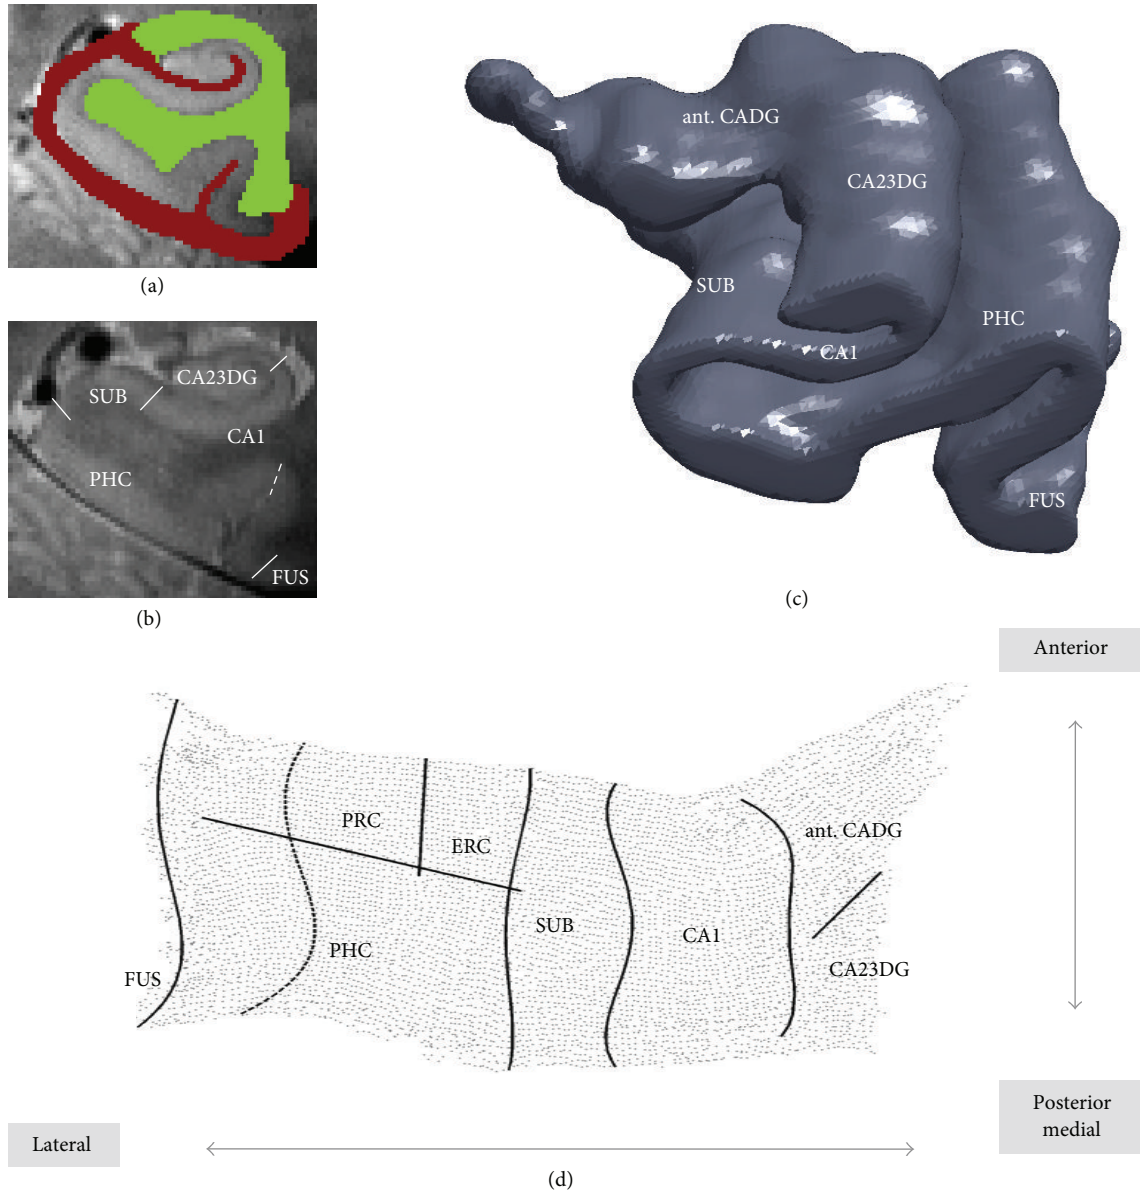 (a)
SUB
CA23DG
CA1
PHC
FUS
(b)
ant. CADG
CA23DG
SUB
PHC
CA1
FUS
(c)
Anterior
PRC
ERC
ant. CADG
SUB
CA1
PHC
CA23DG
FUS
Posterior
medial
Lateral
(d)